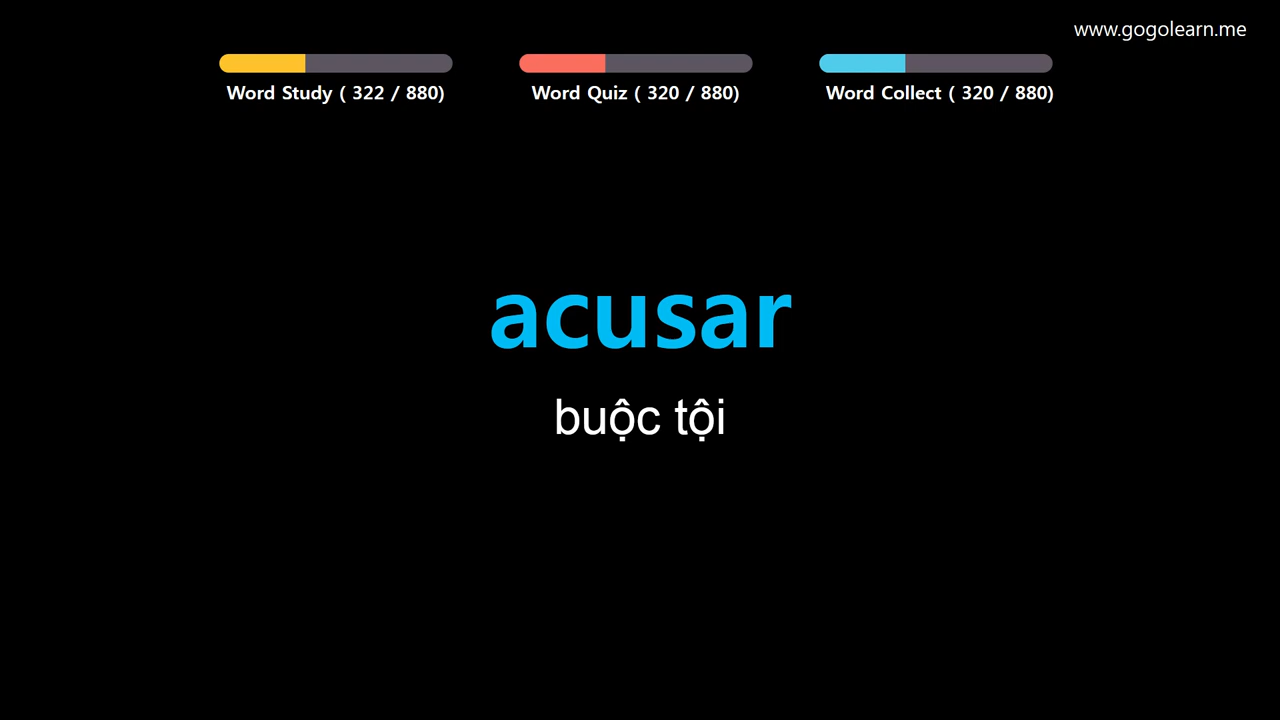 www.gogolearn.me
Word Study ( 322 / 880)
Word Quiz ( 320 / 880)
Word Collect ( 320 / 880)
acusar
buộc tội